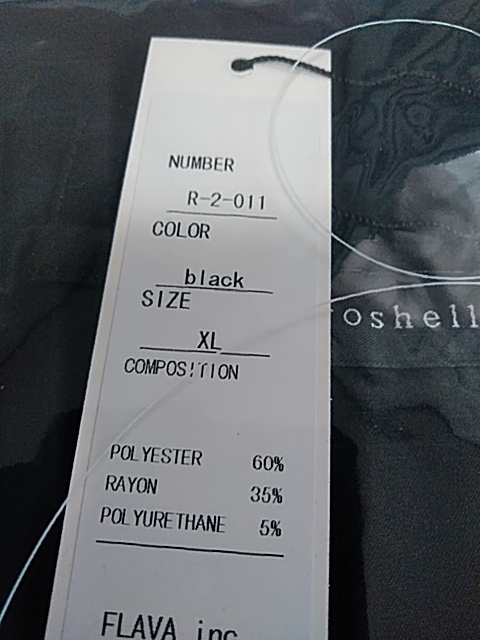 NUMBER
R-2-011
COLOR
black
SIZE
XL
COMPOSITION
POLYESTER 60%
RAYON 35%
POLYURETHANE 5%
FLAVA inc
oshell